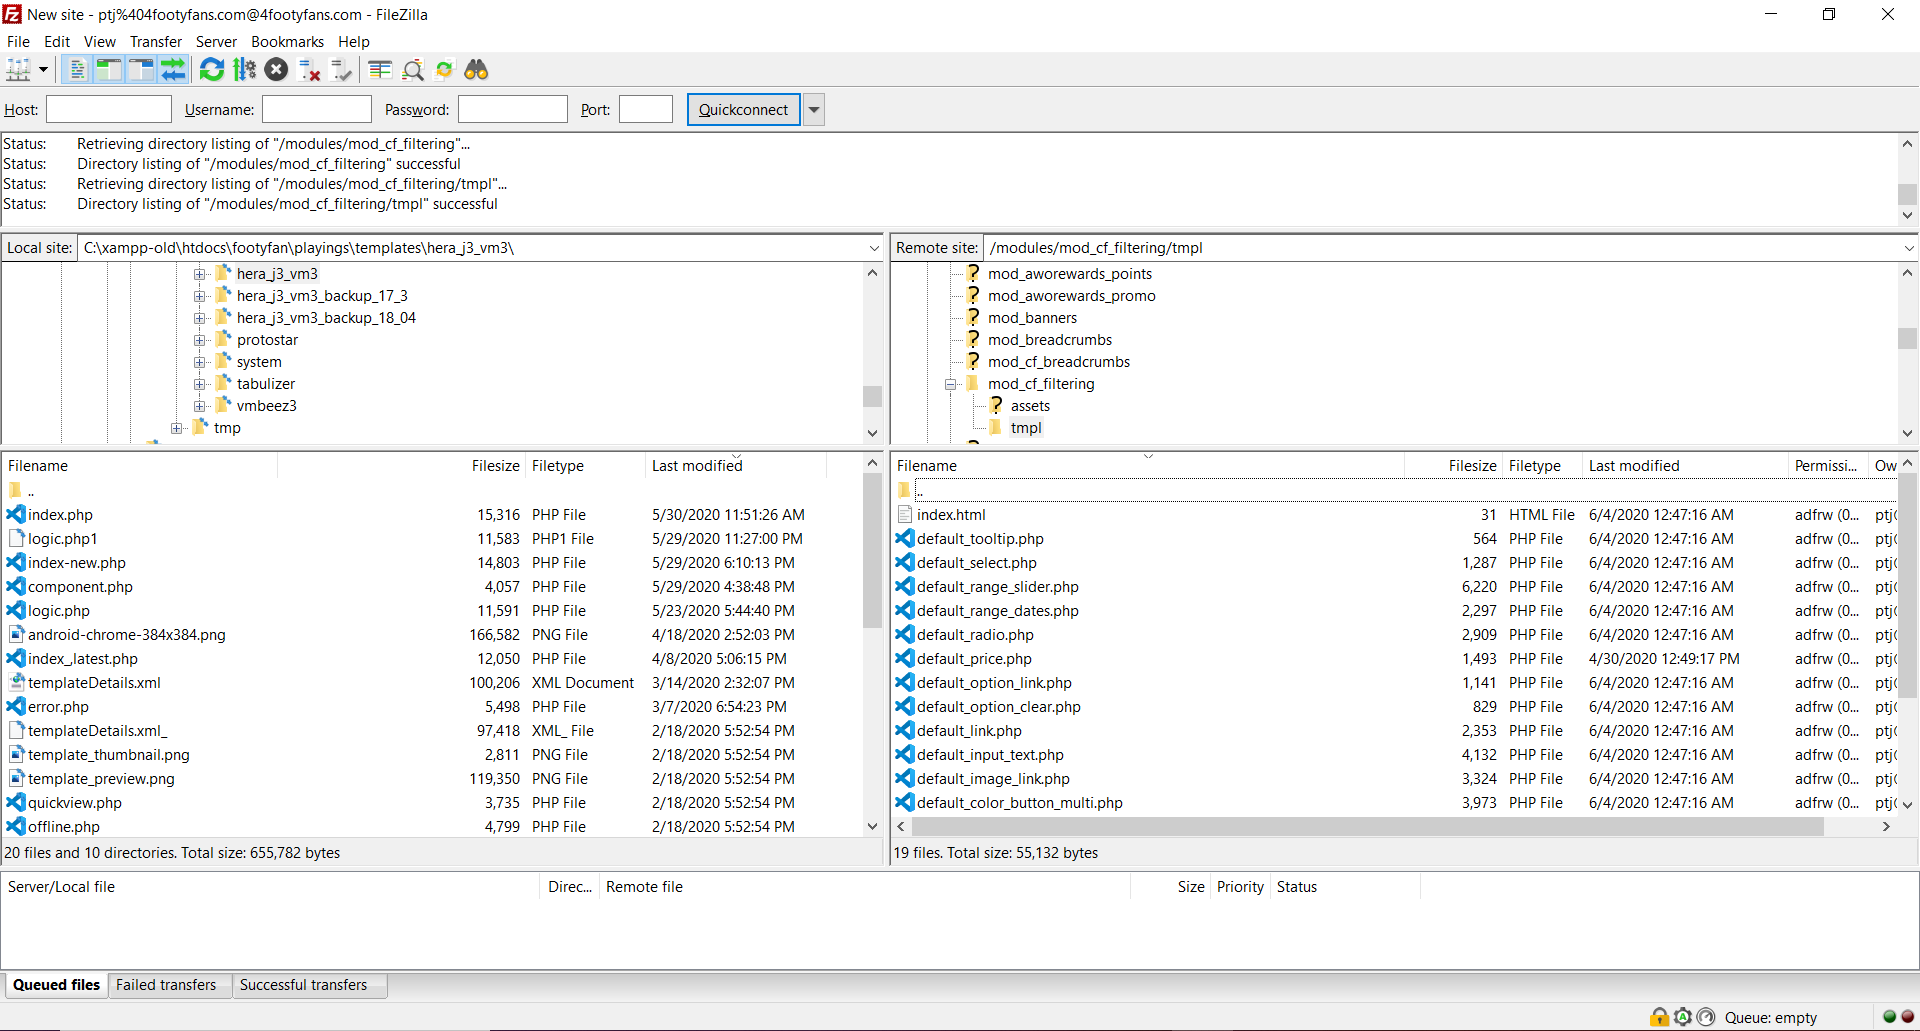 New site - ptj%404footyfans.com@4footyfans.com - FileZilla
File Edit View Transfer Server Bookmarks Help
Host: Username: Password: Port: Quickconnect
Status: Retrieving directory listing of "/modules/mod_cf_filtering"...
Status: Directory listing of "/modules/mod_cf_filtering" successful
Status: Retrieving directory listing of "/modules/mod_cf_filtering/tmpl"...
Status: Directory listing of "/modules/mod_cf_filtering/tmpl" successful
Local site: C:\xampp-old\htdocs\footyfan\playings\templates\hera_j3_vm3\
hera_j3_vm3
hera_j3_vm3_backup_17_3
hera_j3_vm3_backup_18_04
protostar
system
tabulizer
vmbeez3
tmp
Remote site: /modules/mod_cf_filtering/tmpl
mod_aworewards_points
mod_aworewards_promo
mod_banners
mod_breadcrumbs
mod_cf_breadcrumbs
mod_cf_filtering
assets
tmpl
Filename Filesize Filetype Last modified
..
index.php 15,316 PHP File 5/30/2020 11:51:26 AM
logic.php1 11,583 PHP1 File 5/29/2020 11:27:00 PM
index-new.php 14,803 PHP File 5/29/2020 6:10:13 PM
component.php 4,057 PHP File 5/29/2020 4:38:48 PM
logic.php 11,591 PHP File 5/23/2020 5:44:40 PM
android-chrome-384x384.png 166,582 PNG File 4/18/2020 2:52:03 PM
index_latest.php 12,050 PHP File 4/8/2020 5:06:15 PM
templateDetails.xml 100,206 XML Document 3/14/2020 2:32:07 PM
error.php 5,498 PHP File 3/7/2020 6:54:23 PM
templateDetails.xml_ 97,418 XML_ File 2/18/2020 5:52:54 PM
template_thumbnail.png 2,811 PNG File 2/18/2020 5:52:54 PM
template_preview.png 119,350 PNG File 2/18/2020 5:52:54 PM
quickview.php 3,735 PHP File 2/18/2020 5:52:54 PM
offline.php 4,799 PHP File 2/18/2020 5:52:54 PM
20 files and 10 directories. Total size: 655,782 bytes
Filename Filesize Filetype Last modified Permissi... Ow
..
index.html 31 HTML File 6/4/2020 12:47:16 AM adfrw (0... ptj
default_tooltip.php 564 PHP File 6/4/2020 12:47:16 AM adfrw (0... ptj
default_select.php 1,287 PHP File 6/4/2020 12:47:16 AM adfrw (0... ptj
default_range_slider.php 6,220 PHP File 6/4/2020 12:47:16 AM adfrw (0... ptj
default_range_dates.php 2,297 PHP File 6/4/2020 12:47:16 AM adfrw (0... ptj
default_radio.php 2,909 PHP File 6/4/2020 12:47:16 AM adfrw (0... ptj
default_price.php 1,493 PHP File 4/30/2020 12:49:17 PM adfrw (0... ptj
default_option_link.php 1,141 PHP File 6/4/2020 12:47:16 AM adfrw (0... ptj
default_option_clear.php 829 PHP File 6/4/2020 12:47:16 AM adfrw (0... ptj
default_link.php 2,353 PHP File 6/4/2020 12:47:16 AM adfrw (0... ptj
default_input_text.php 4,132 PHP File 6/4/2020 12:47:16 AM adfrw (0... ptj
default_image_link.php 3,324 PHP File 6/4/2020 12:47:16 AM adfrw (0... ptj
default_color_button_multi.php 3,973 PHP File 6/4/2020 12:47:16 AM adfrw (0... ptj
19 files. Total size: 55,132 bytes
Server/Local file Direc... Remote file Size Priority Status
Queued files Failed transfers Successful transfers
Queue: empty